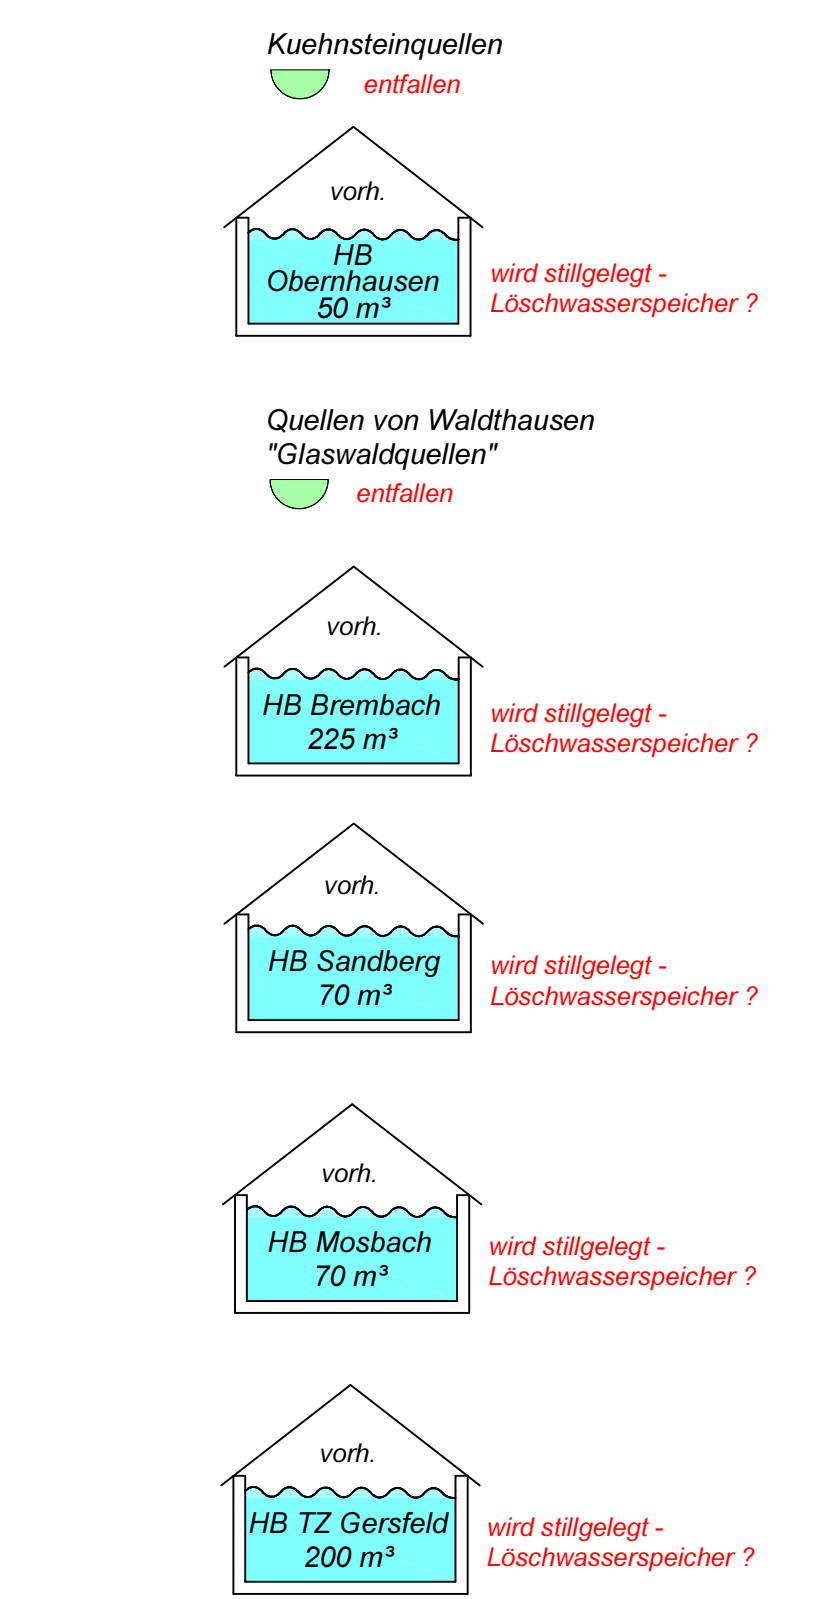 Kuehnsteinquellen
entfallen
vorh.
HB
Obernhausen
50 m³
wird stillgelegt -
Löschwasserspeicher ?
Quellen von Waldthausen
"Glaswaldquellen"
entfallen
vorh.
HB Brembach
225 m³
wird stillgelegt -
Löschwasserspeicher ?
vorh.
HB Sandberg
70 m³
wird stillgelegt -
Löschwasserspeicher ?
vorh.
HB Mosbach
70 m³
wird stillgelegt -
Löschwasserspeicher ?
vorh.
HB TZ Gersfeld
200 m³
wird stillgelegt -
Löschwasserspeicher ?